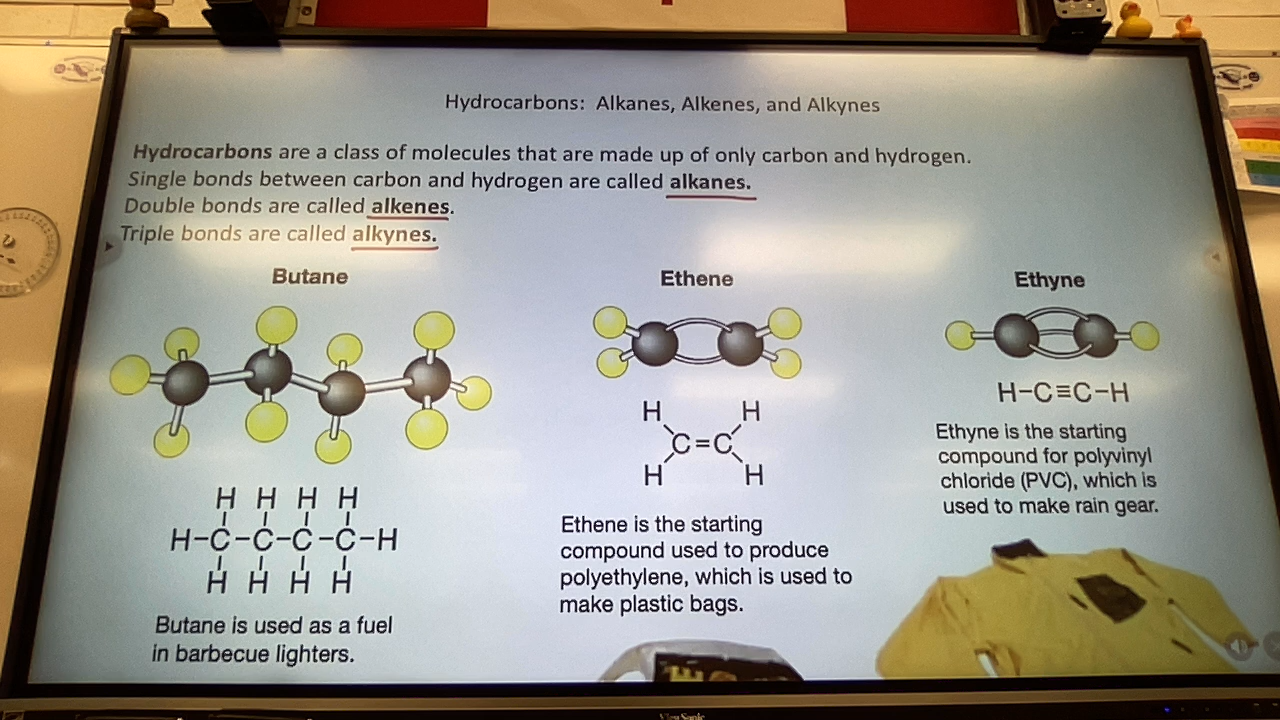 Hydrocarbons: Alkanes, Alkenes, and Alkynes
Hydrocarbons are a class of molecules that are made up of only carbon and hydrogen.
Single bonds between carbon and hydrogen are called alkanes.
Double bonds are called alkenes.
Triple bonds are called alkynes.
Butane
H H H H
H-C-C-C-C-H
H H H H
Butane is used as a fuel
in barbecue lighters.
Ethene
H H
C=C
H H
Ethene is the starting
compound used to produce
polyethylene, which is used to
make plastic bags.
Ethyne
H-C≡C-H
Ethyne is the starting
compound for polyvinyl
chloride (PVC), which is
used to make rain gear.
ViewSonic